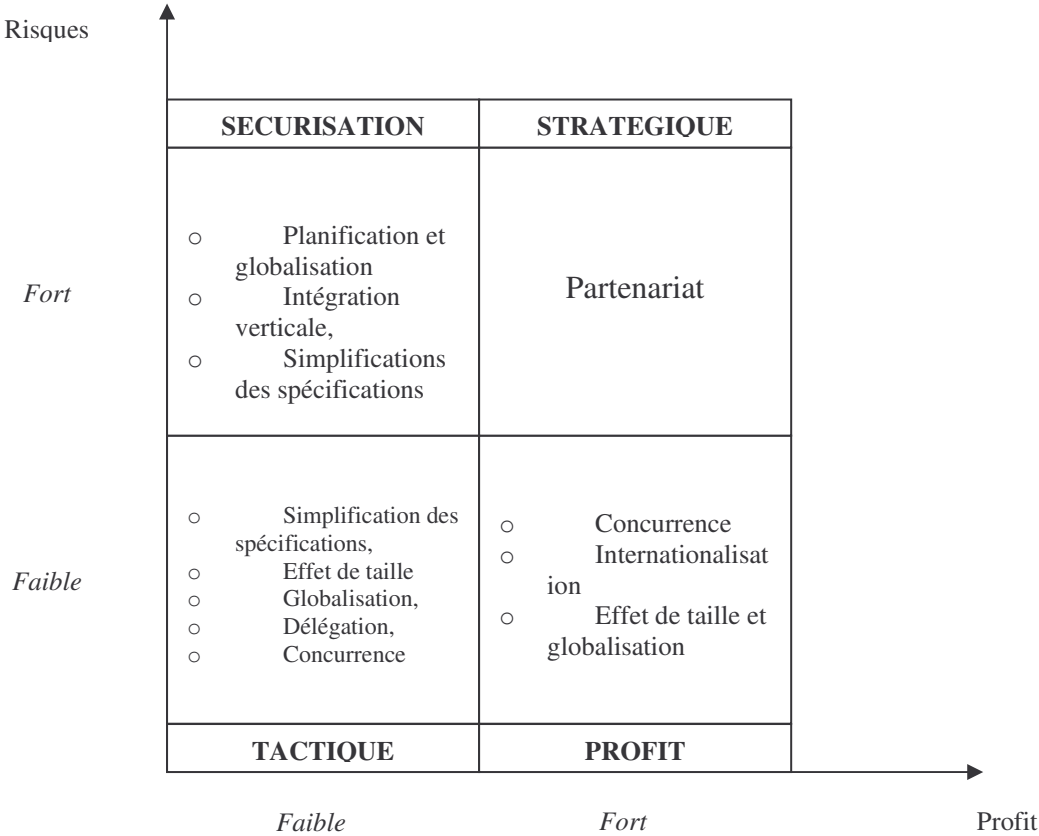 Risques
SECURISATION
STRATEGIQUE
Fort
o Planification et
globalisation
o Intégration
verticale,
o Simplifications
des spécifications
Partenariat
Faible
o Simplification des
spécifications,
o Effet de taille
o Globalisation,
o Délégation,
o Concurrence
o Concurrence
o Internationalisat
ion
o Effet de taille et
globalisation
TACTIQUE
PROFIT
Faible
Fort
Profit